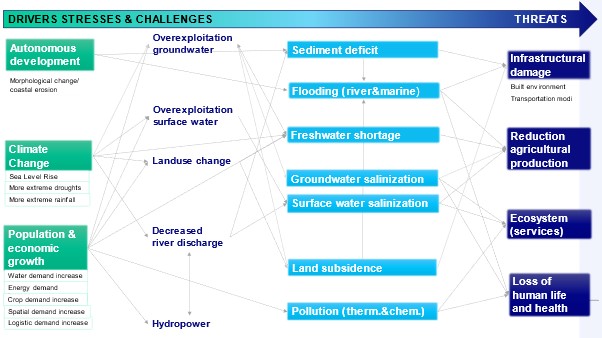 DRIVERS STRESSES & CHALLENGES
THREATS
Autonomous
development
Morphological change/
coastal erosion
Climate
Change
Sea Level Rise
More extreme droughts
More extreme rainfall
Population &
economic
growth
Water demand increase
Energy demand
Crop demand increase
Spatial demand increase
Logistic demand increase
Overexploitation
groundwater
Overexploitation
surface water
Landuse change
Decreased
river discharge
Hydropower
Sediment deficit
Flooding (river&marine)
Freshwater shortage
Groundwater salinization
Surface water salinization
Land subsidence
Pollution (therm.&chem.)
Infrastructural
damage
Built environment
Transportation modi
Reduction
agricultural
production
Ecosystem
(services)
Loss of
human life
and health